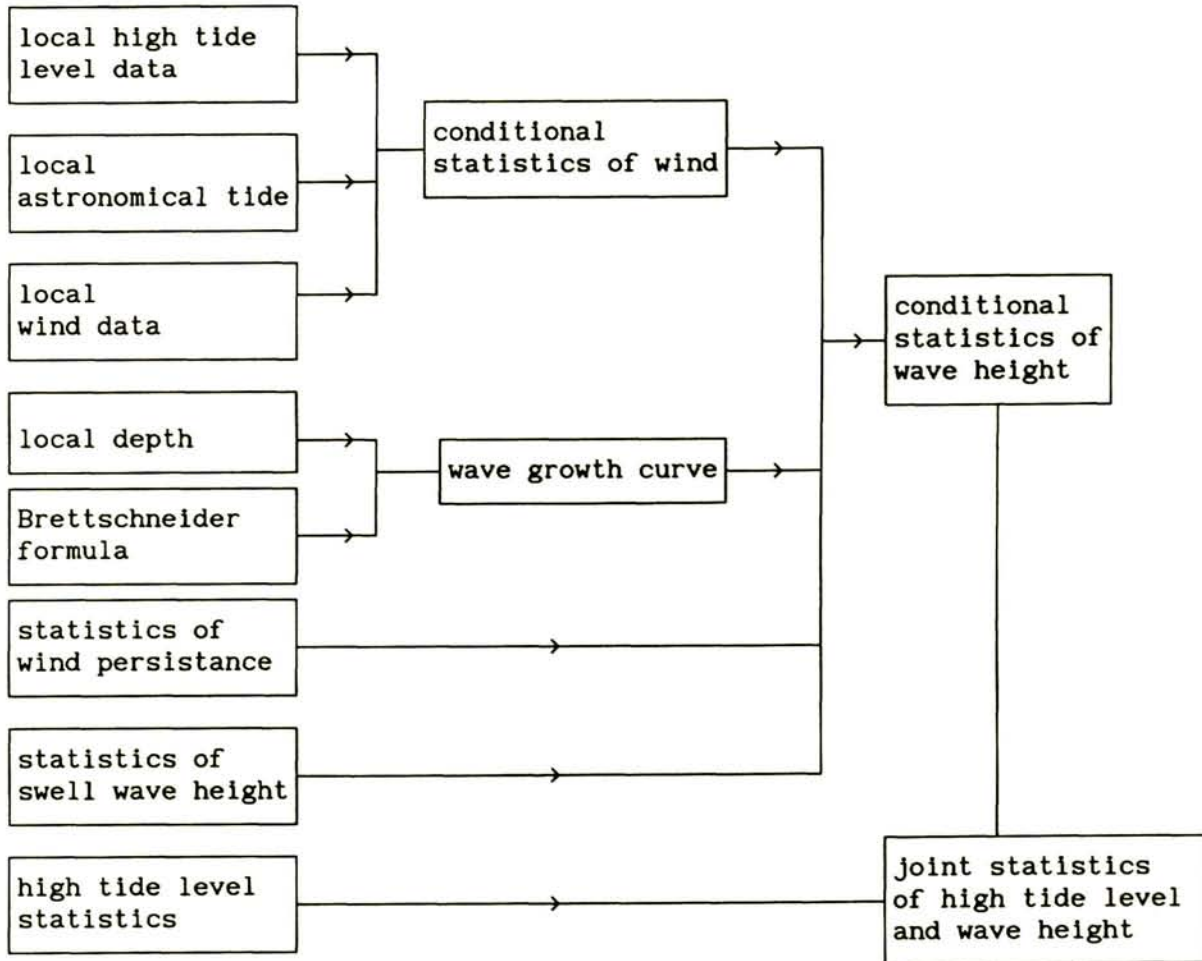 local high tide
level data
local
astronomical tide
local
wind data
local depth
Brettschneider
formula
statistics of
wind persistance
statistics of
swell wave height
high tide level
statistics
conditional
statistics of wind
wave growth curve
conditional
statistics of
wave height
joint statistics
of high tide level
and wave height